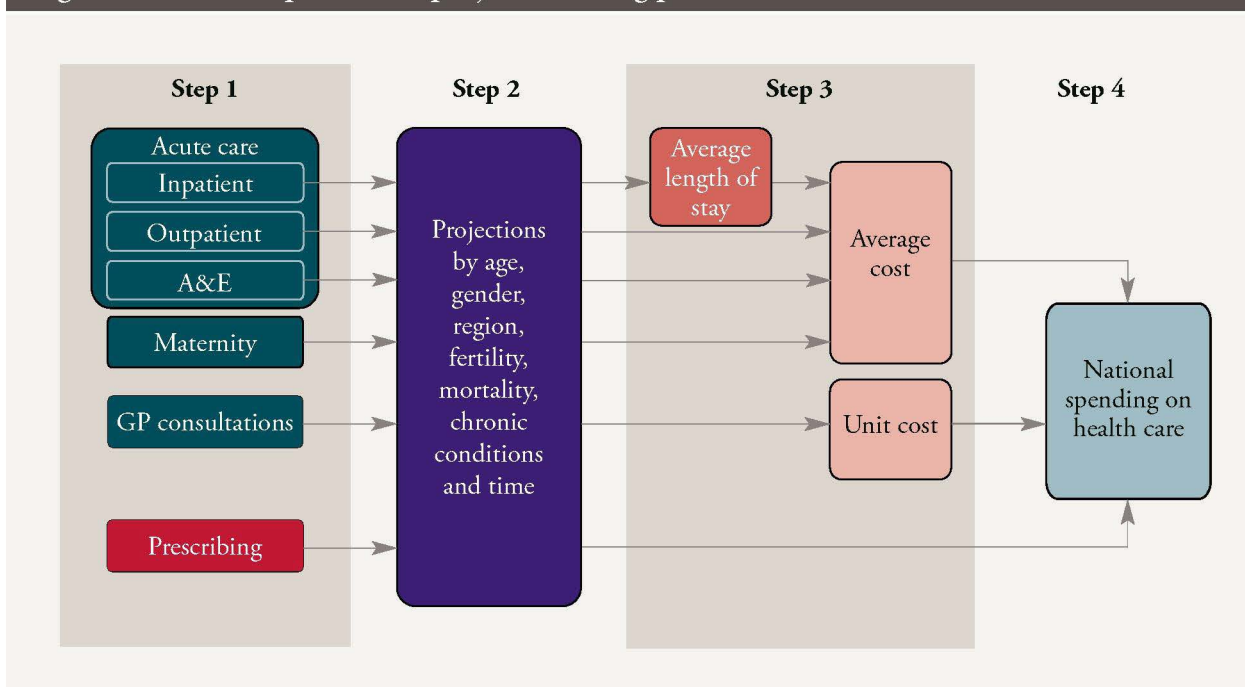 Step 1
Step 2
Step 3
Step 4
Acute care
Inpatient
Outpatient
A&E
Maternity
GP consultations
Prescribing
Projections
by age,
gender,
region,
fertility,
mortality,
chronic
conditions
and time
Average
length of
stay
Average
cost
Unit cost
National
spending on
health care